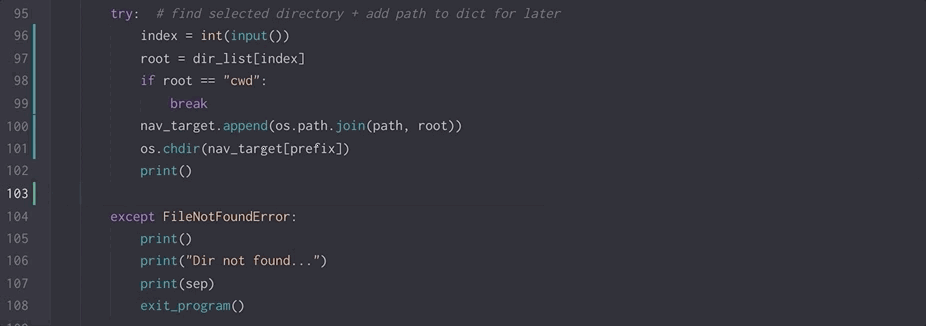 95 try: # find selected directory + add path to dict for later
96 index = int(input())
97 root = dir_list[index]
98 if root == "cwd":
99 break
100 nav_target.append(os.path.join(path, root))
101 os.chdir(nav_target[prefix])
102 print()
103
104 except FileNotFoundError:
105 print()
106 print("Dir not found...")
107 print(sep)
108 exit_program()